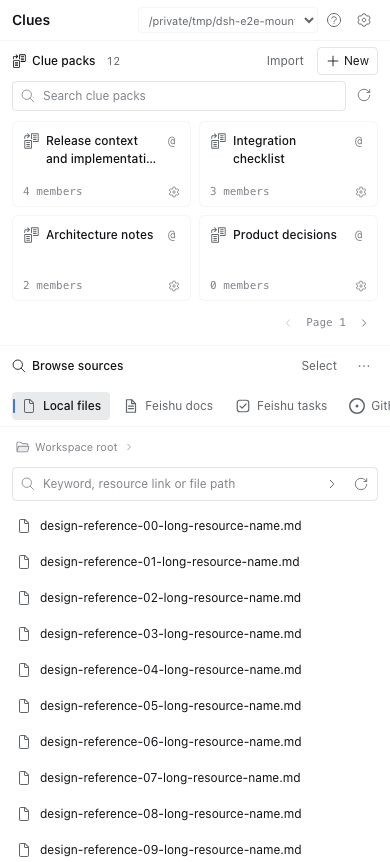 Clues
/private/tmp/dsh-e2e-moun
Clue packs 12
Import
New
Search clue packs
Release context and implementati... @
4 members
Integration checklist @
3 members
Architecture notes @
2 members
Product decisions @
0 members
Page 1
Browse sources
Select
Local files
Feishu docs
Feishu tasks
Workspace root
Keyword, resource link or file path
design-reference-00-long-resource-name.md
design-reference-01-long-resource-name.md
design-reference-02-long-resource-name.md
design-reference-03-long-resource-name.md
design-reference-04-long-resource-name.md
design-reference-05-long-resource-name.md
design-reference-06-long-resource-name.md
design-reference-07-long-resource-name.md
design-reference-08-long-resource-name.md
design-reference-09-long-resource-name.md